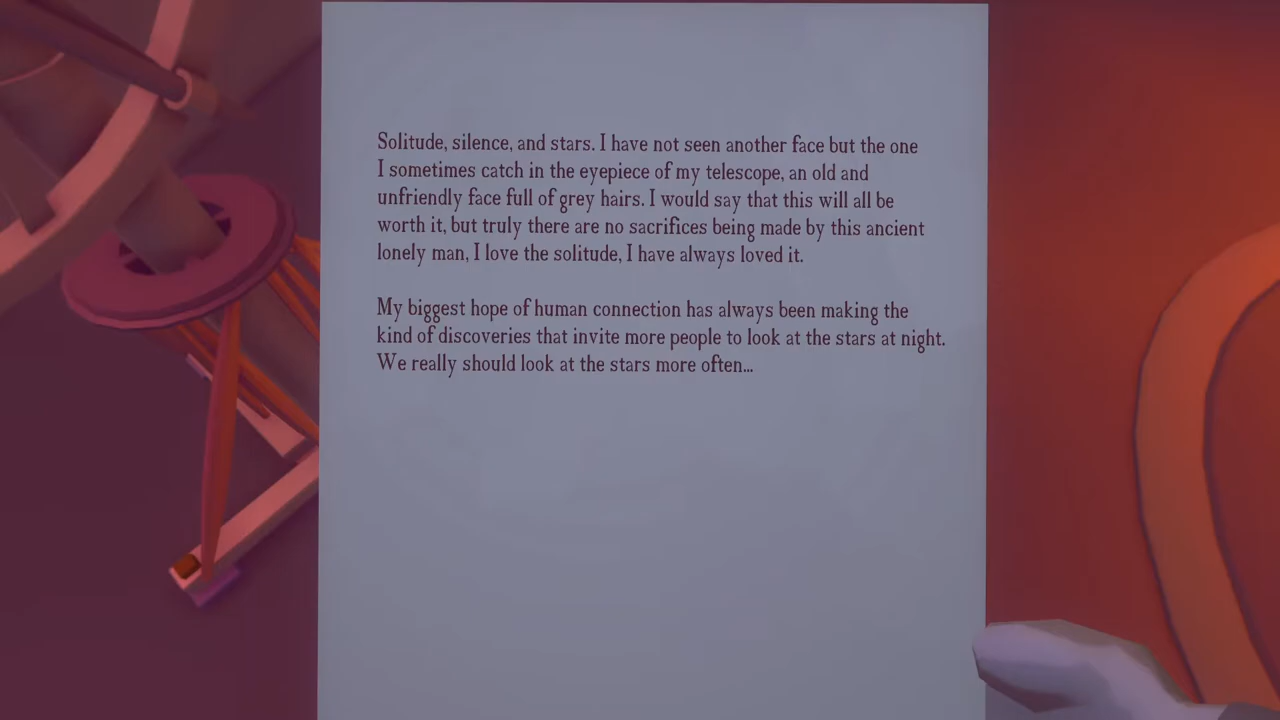 Solitude, silence, and stars. I have not seen another face but the one
I sometimes catch in the eyepiece of my telescope, an old and
unfriendly face full of grey hairs. I would say that this will all be
worth it, but truly there are no sacrifices being made by this ancient
lonely man, I love the solitude, I have always loved it.
My biggest hope of human connection has always been making the
kind of discoveries that invite more people to look at the stars at night.
We really should look at the stars more often...